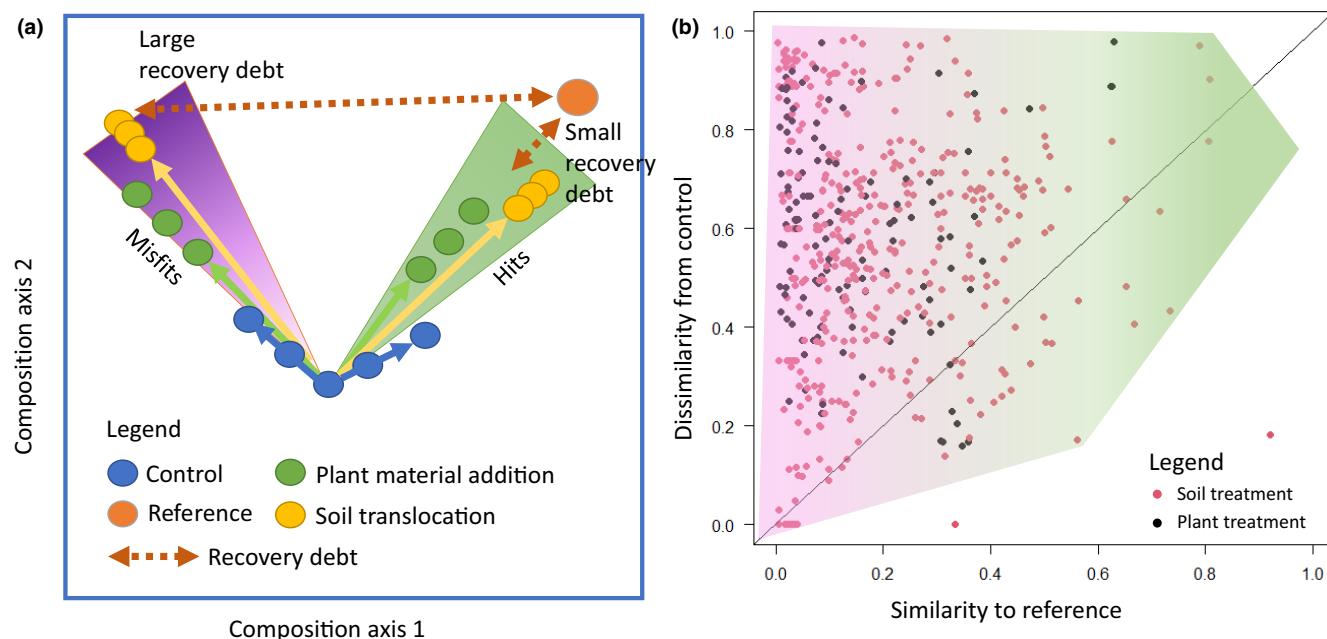 (a)
Large
recovery debt
Small
recovery
debt
Misfits
Hits
Composition axis 2
Legend
Control
Plant material addition
Reference
Soil translocation
Recovery debt
Composition axis 1
(b)
1.0
0.8
0.6
0.4
0.2
0.0
Dissimilarity from control
Legend
Soil treatment
Plant treatment
0.0 0.2 0.4 0.6 0.8 1.0
Similarity to reference